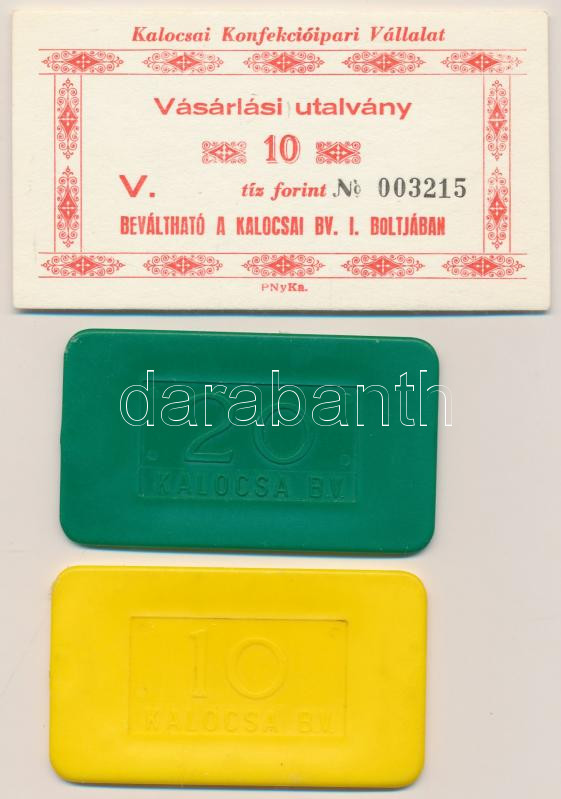 Kalocsai Konfekcióipari Vállalat
Vásárlási utalvány
10
V. tíz forint № 003215
BEVÁLTHATÓ A KALOCSAI BV. I. BOLTJÁBAN
PNyKa.
darabanth
20
KALOCSA B.V.
10
KALOCSA B.V.